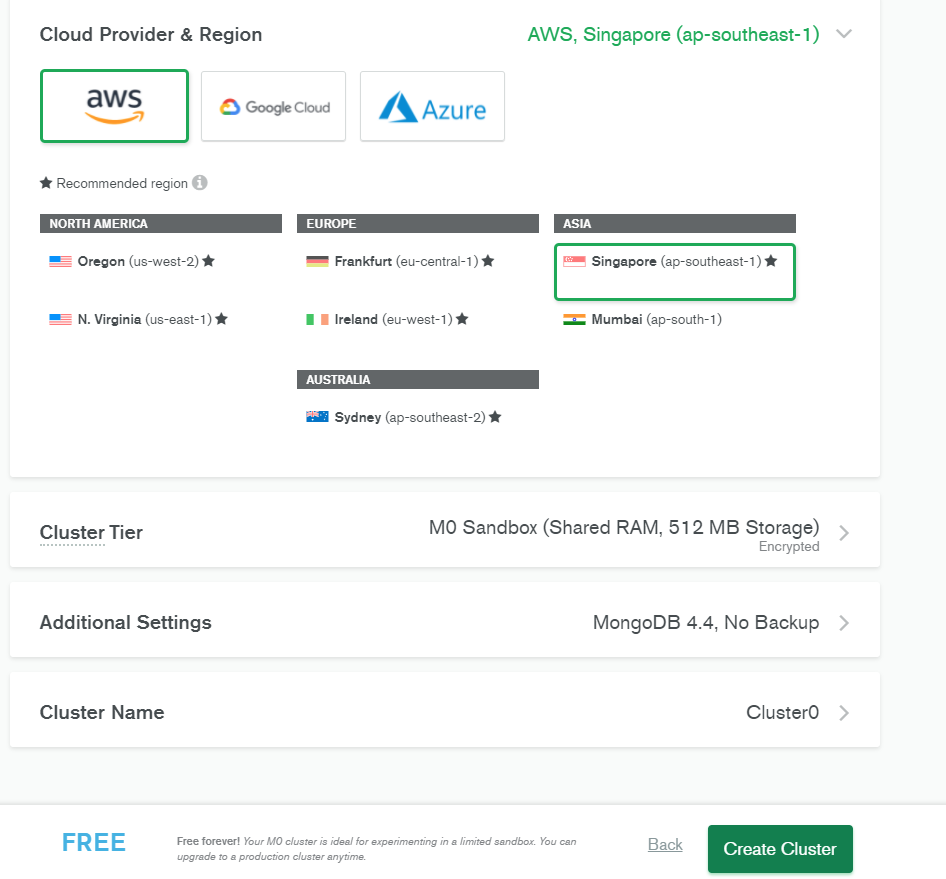 Cloud Provider & Region
AWS, Singapore (ap-southeast-1)
aws
Google Cloud
Azure
Recommended region
NORTH AMERICA
Oregon (us-west-2)
N. Virginia (us-east-1)
EUROPE
Frankfurt (eu-central-1)
Ireland (eu-west-1)
AUSTRALIA
Sydney (ap-southeast-2)
ASIA
Singapore (ap-southeast-1)
Mumbai (ap-south-1)
Cluster Tier
M0 Sandbox (Shared RAM, 512 MB Storage)
Encrypted
Additional Settings
MongoDB 4.4, No Backup
Cluster Name
Cluster0
FREE
Free forever! Your M0 cluster is ideal for experimenting in a limited sandbox. You can
upgrade to a production cluster anytime.
Back
Create Cluster